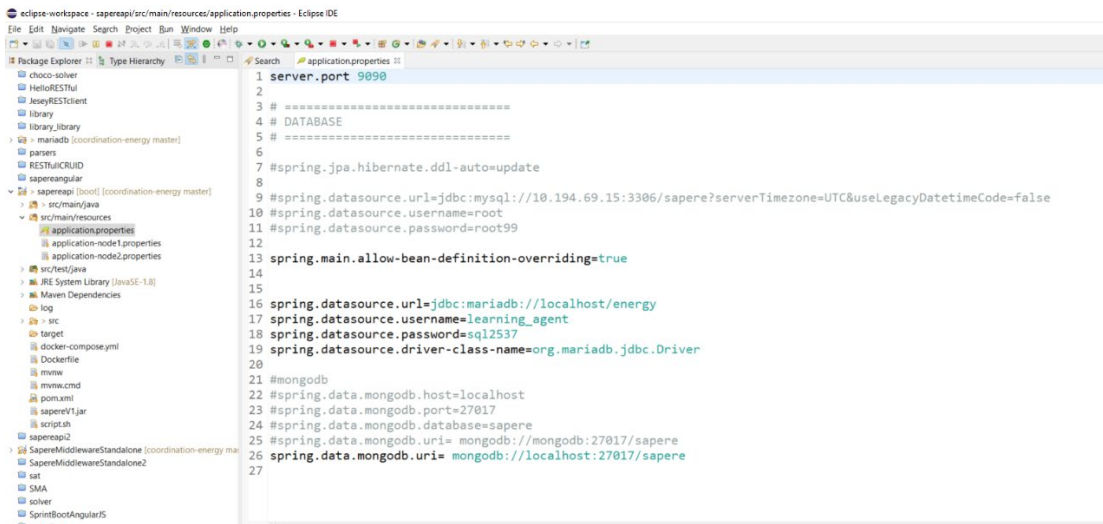 eclipse-workspace - sapereapi/src/main/resources/application.properties - Eclipse IDE
File Edit Navigate Search Project Run Window Help
Package Explorer Type Hierarchy
choco-solver
HelloRESTful
JeseyRESTclient
library
library_library
> mariadb [coordination-energy master]
parsers
RESTfullCRUID
sapereangular
> sapereapi [boot] [coordination-energy master]
> src/main/java
src/main/resources
application.properties
application-node1.properties
application-node2.properties
src/test/java
JRE System Library [JavaSE-1.8]
Maven Dependencies
log
> src
target
docker-compose.yml
Dockerfile
mvnw
mvnw.cmd
pom.xml
sapereV1.jar
script.sh
sapereapi2
SapereMiddlewareStandalone [coordination-energy ma
SapereMiddlewareStandalone2
sat
SMA
solver
SprintBootAngularJS
Search application.properties
1 server.port 9090
2
3 # ===============================
4 # DATABASE
5 # ===============================
6
7 #spring.jpa.hibernate.ddl-auto=update
8
9 #spring.datasource.url=jdbc:mysql://10.194.69.15:3306/sapere?serverTimezone=UTC&useLegacyDatetimeCode=false
10 #spring.datasource.username=root
11 #spring.datasource.password=root99
12
13 spring.main.allow-bean-definition-overriding=true
14
15
16 spring.datasource.url=jdbc:mariadb://localhost/energy
17 spring.datasource.username=learning_agent
18 spring.datasource.password=sql2537
19 spring.datasource.driver-class-name=org.mariadb.jdbc.Driver
20
21 #mongodb
22 #spring.data.mongodb.host=localhost
23 #spring.data.mongodb.port=27017
24 #spring.data.mongodb.database=sapere
25 #spring.data.mongodb.uri= mongodb://mongodb:27017/sapere
26 spring.data.mongodb.uri= mongodb://localhost:27017/sapere
27